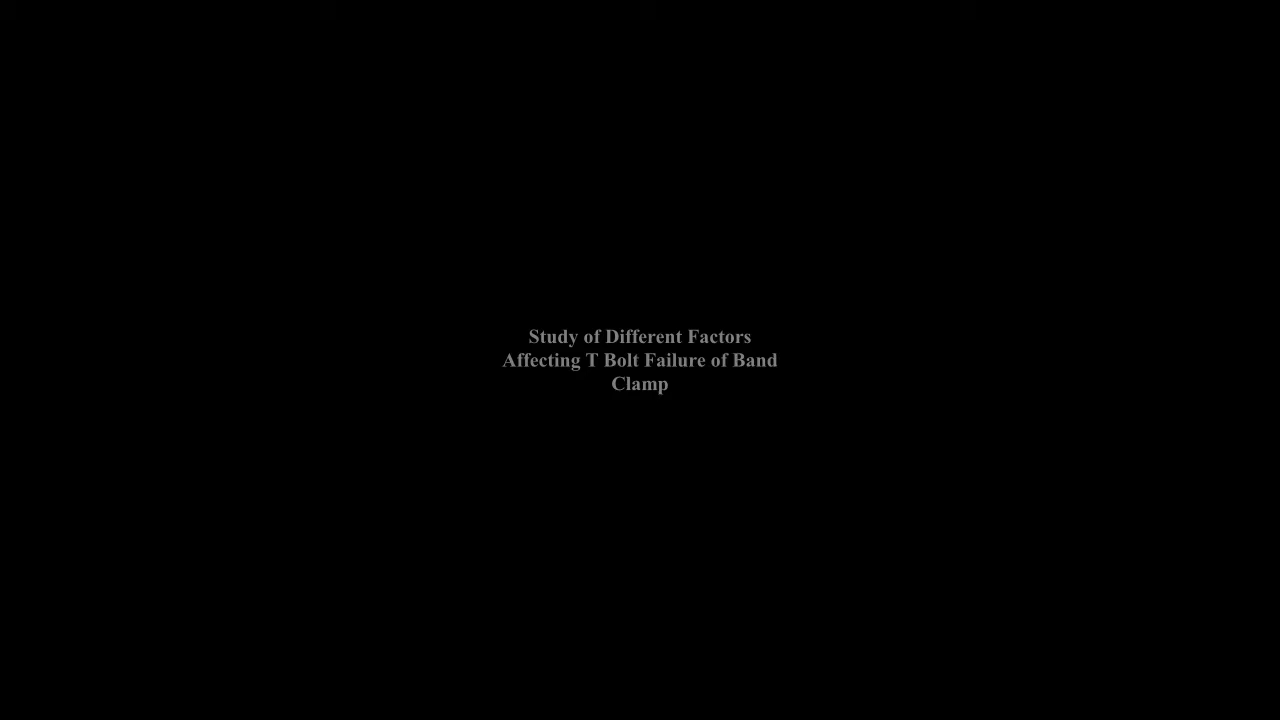 Study of Different Factors
Affecting T Bolt Failure of Band
Clamp